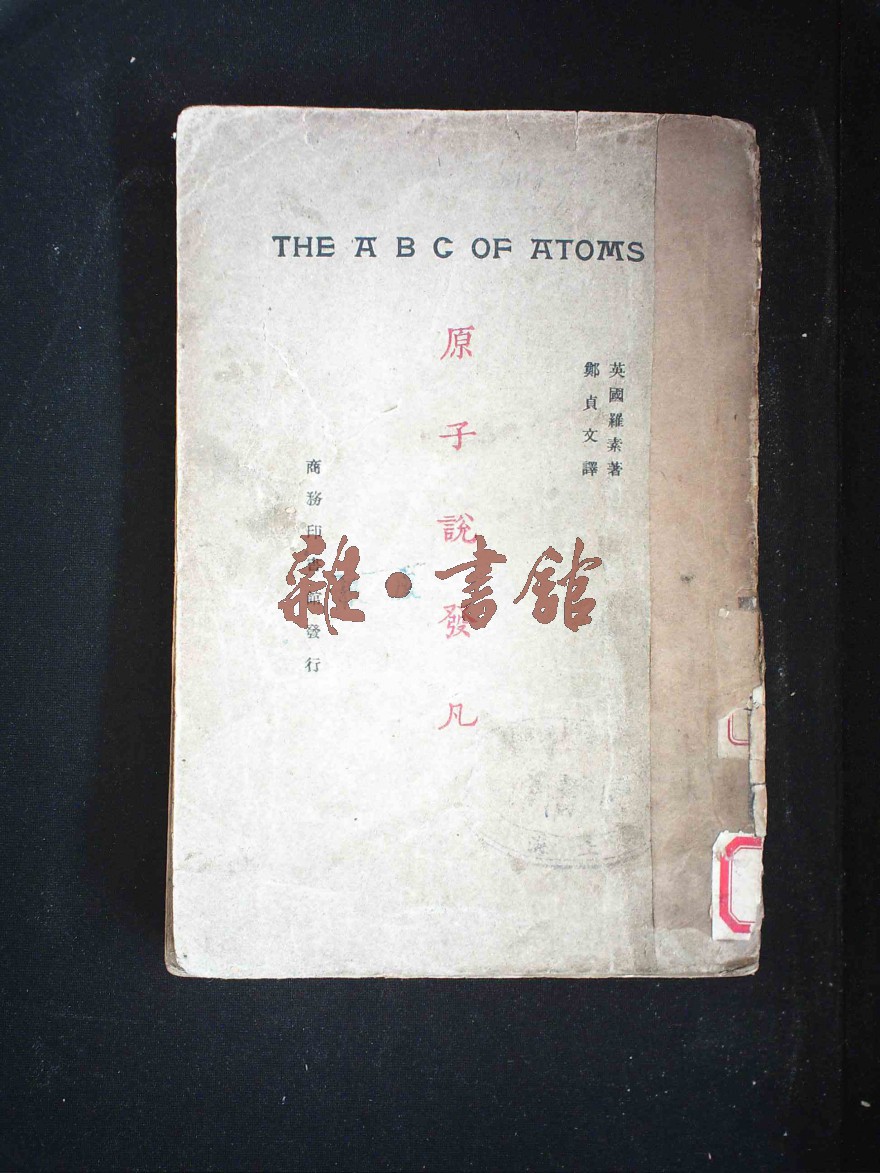 THE A B C OF ATOMS
英國羅素著
鄭貞文譯
原子說發凡
商務印書館發行
雜·書館